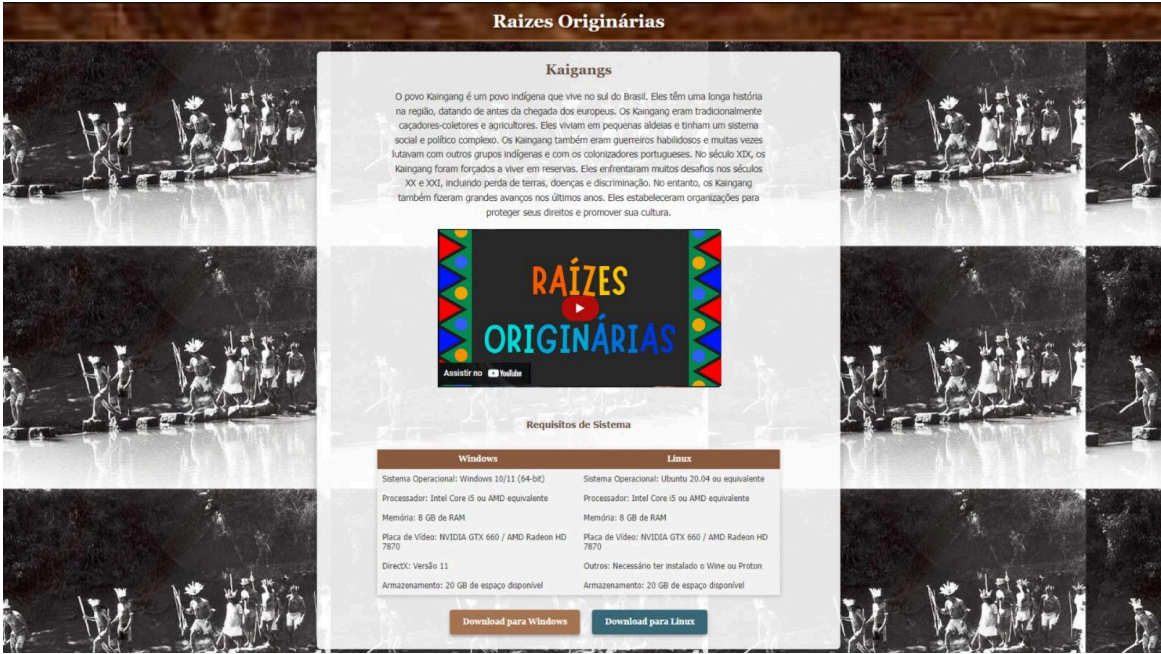 Raizes Originárias
Kaigangs
O povo Kaingang é um povo indígena que vive no sul do Brasil. Eles têm uma longa história
na região, datando de antes da chegada dos europeus. Os Kaingang eram tradicionalmente
caçadores-coletores e agricultores. Eles viviam em pequenas aldeias e tinham um sistema
social e político complexo. Os Kaingang também eram guerreiros habilidosos e muitas vezes
lutavam com outros grupos indígenas e com os colonizadores portugueses. No século XIX, os
Kaingang foram forçados a viver em reservas. Eles enfrentaram muitos desafios nos séculos
XX e XXI, incluindo perda de terras, doenças e discriminação. No entanto, os Kaingang
também fizeram grandes avanços nos últimos anos. Eles estabeleceram organizações para
proteger seus direitos e promover sua cultura.
RAÍZES
ORIGINÁRIAS
Assistir no YouTube
Requisitos de Sistema
Windows Linux
Sistema Operacional: Windows 10/11 (64-bit) Sistema Operacional: Ubuntu 20.04 ou equivalente
Processador: Intel Core i5 ou AMD equivalente Processador: Intel Core i5 ou AMD equivalente
Memória: 8 GB de RAM Memória: 8 GB de RAM
Placa de Vídeo: NVIDIA GTX 660 / AMD Radeon HD Placa de Vídeo: NVIDIA GTX 660 / AMD Radeon HD
7870 7870
DirectX: Versão 11 Outros: Necessário ter instalado o Wine ou Proton
Armazenamento: 20 GB de espaço disponível Armazenamento: 20 GB de espaço disponível
Download para Windows Download para Linux